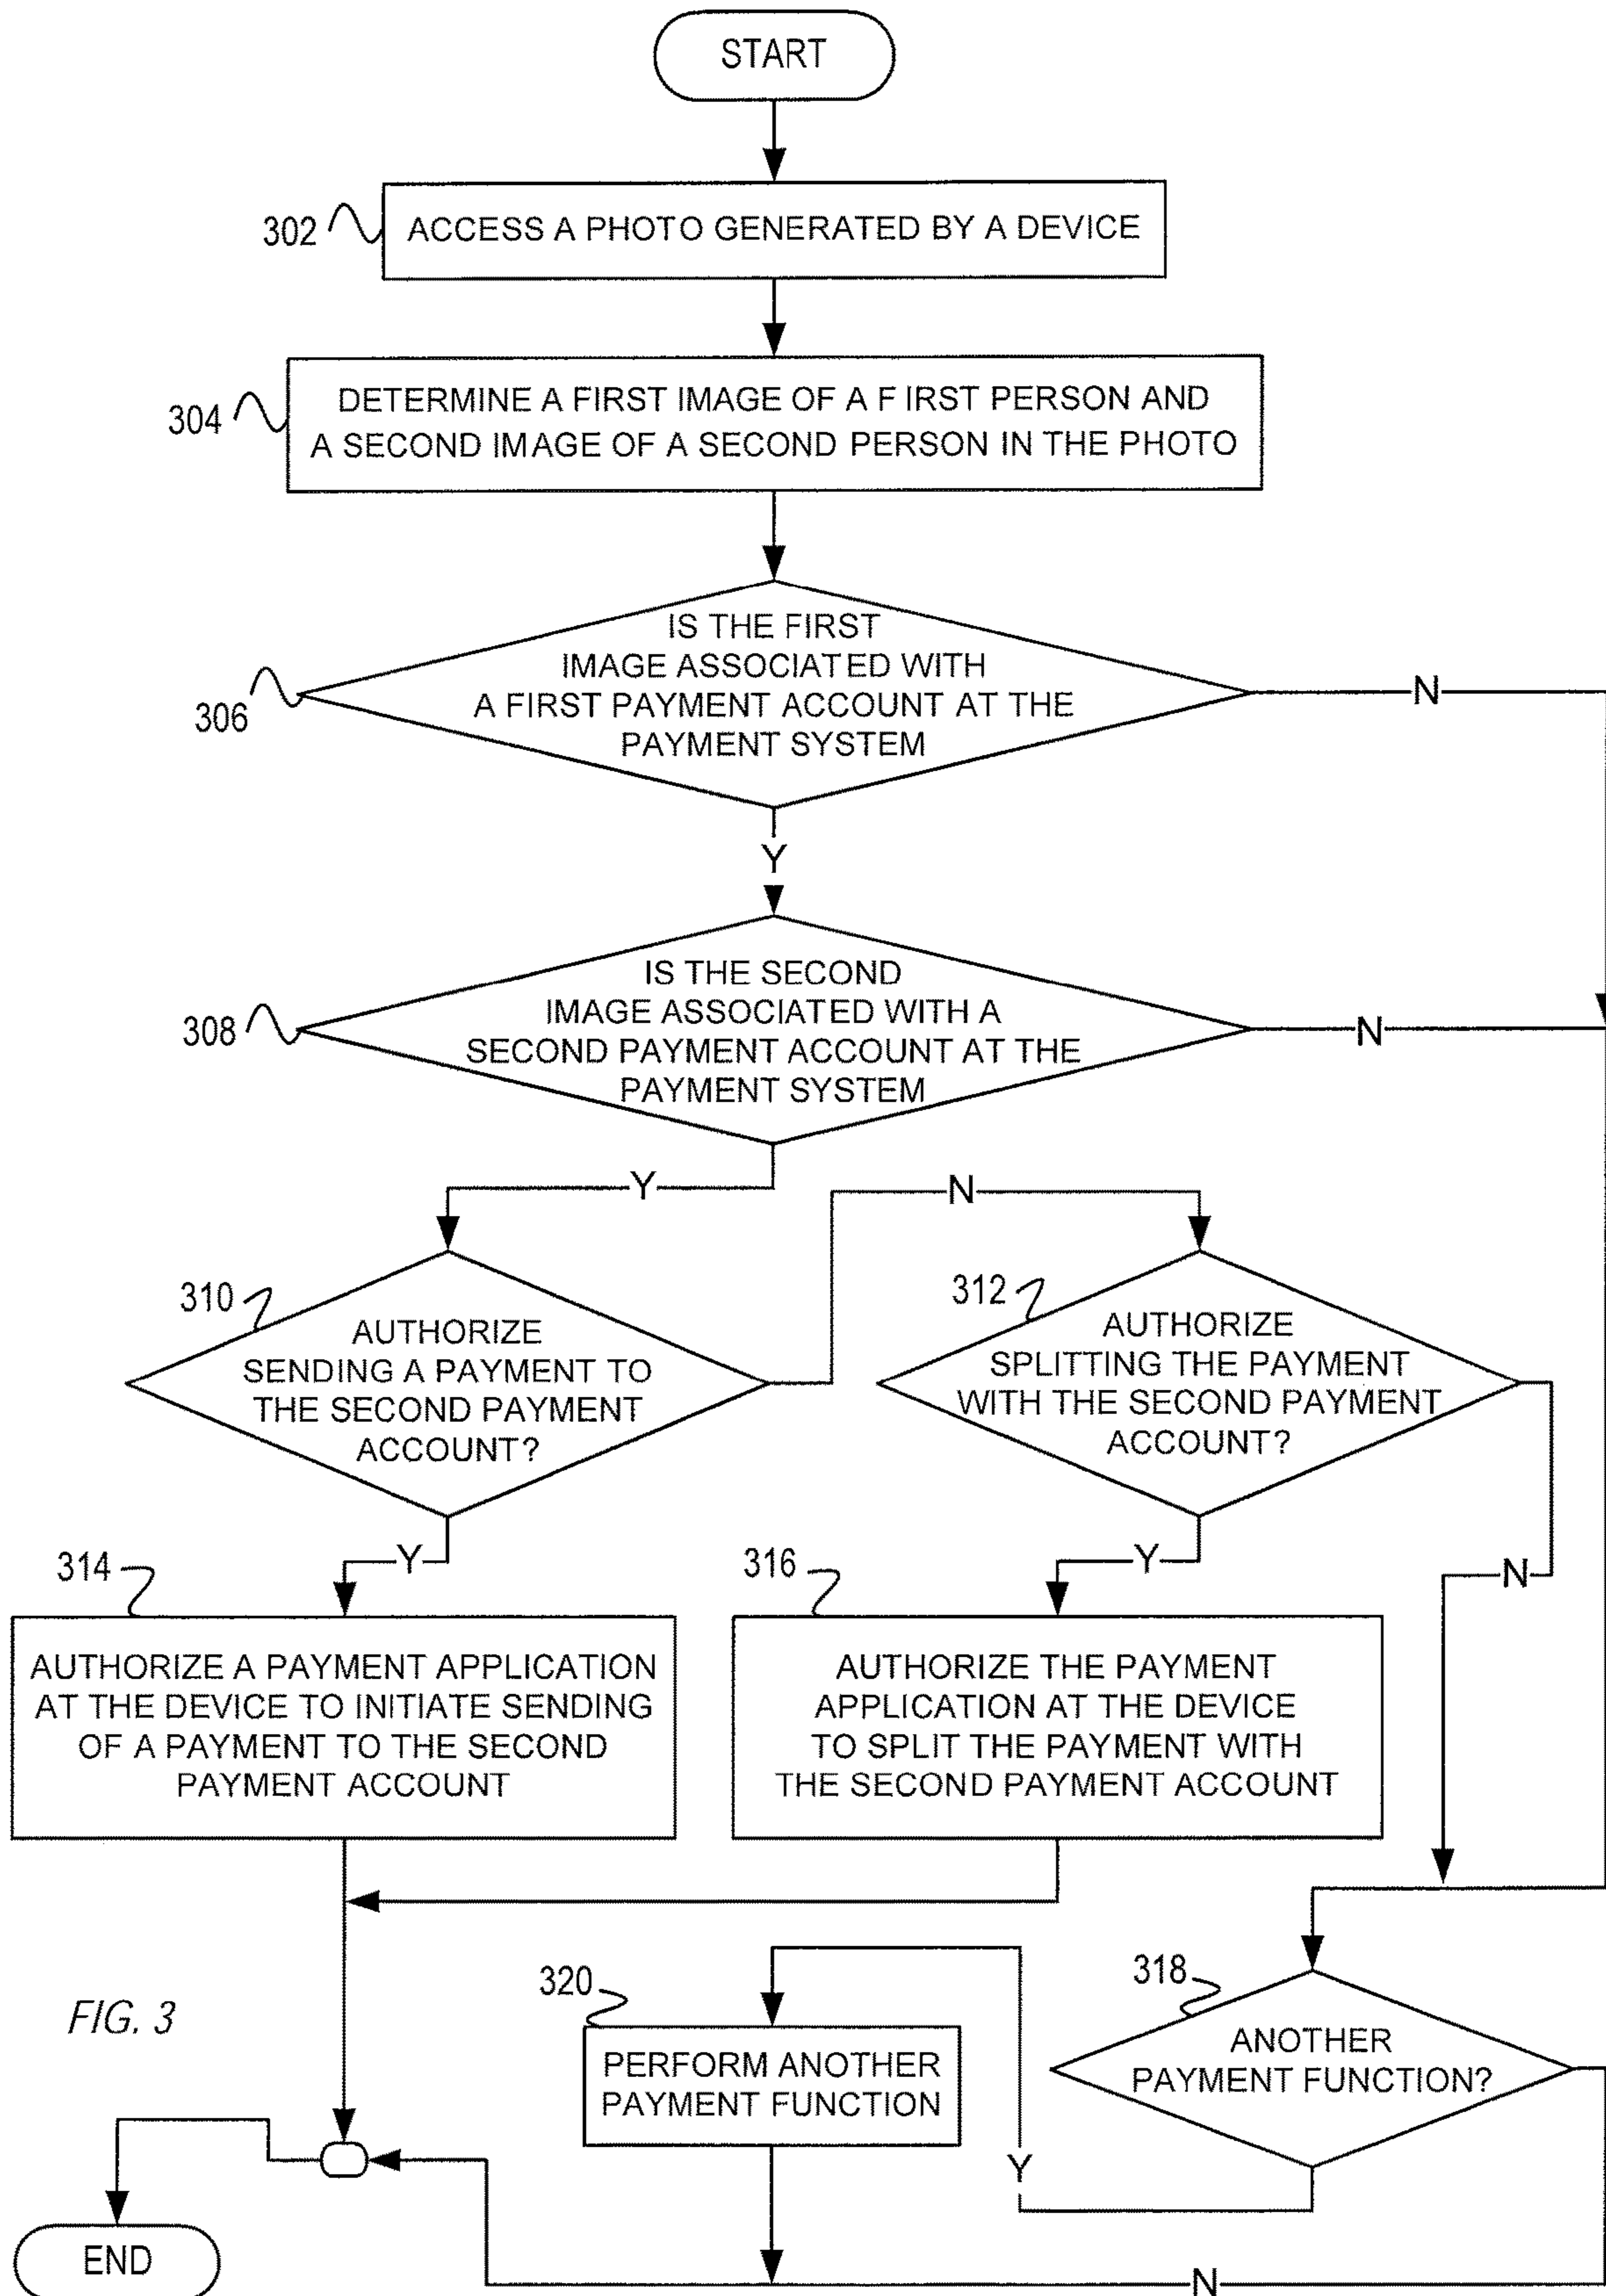 START
302
ACCESS A PHOTO GENERATED BY A DEVICE
304
DETERMINE A FIRST IMAGE OF A F IRST PERSON AND
A SECOND IMAGE OF A SECOND PERSON IN THE PHOTO
306
IS THE FIRST
IMAGE ASSOCIATED WITH
A FIRST PAYMENT ACCOUNT AT THE
PAYMENT SYSTEM
N
Y
308
IS THE SECOND
IMAGE ASSOCIATED WITH A
SECOND PAYMENT ACCOUNT AT THE
PAYMENT SYSTEM
N
Y
N
310
AUTHORIZE
SENDING A PAYMENT TO
THE SECOND PAYMENT
ACCOUNT?
312
AUTHORIZE
SPLITTING THE PAYMENT
WITH THE SECOND PAYMENT
ACCOUNT?
Y
Y
N
314
AUTHORIZE A PAYMENT APPLICATION
AT THE DEVICE TO INITIATE SENDING
OF A PAYMENT TO THE SECOND
PAYMENT ACCOUNT
316
AUTHORIZE THE PAYMENT
APPLICATION AT THE DEVICE
TO SPLIT THE PAYMENT WITH
THE SECOND PAYMENT ACCOUNT
318
ANOTHER
PAYMENT FUNCTION?
320
PERFORM ANOTHER
PAYMENT FUNCTION
Y
N
FIG. 3
END